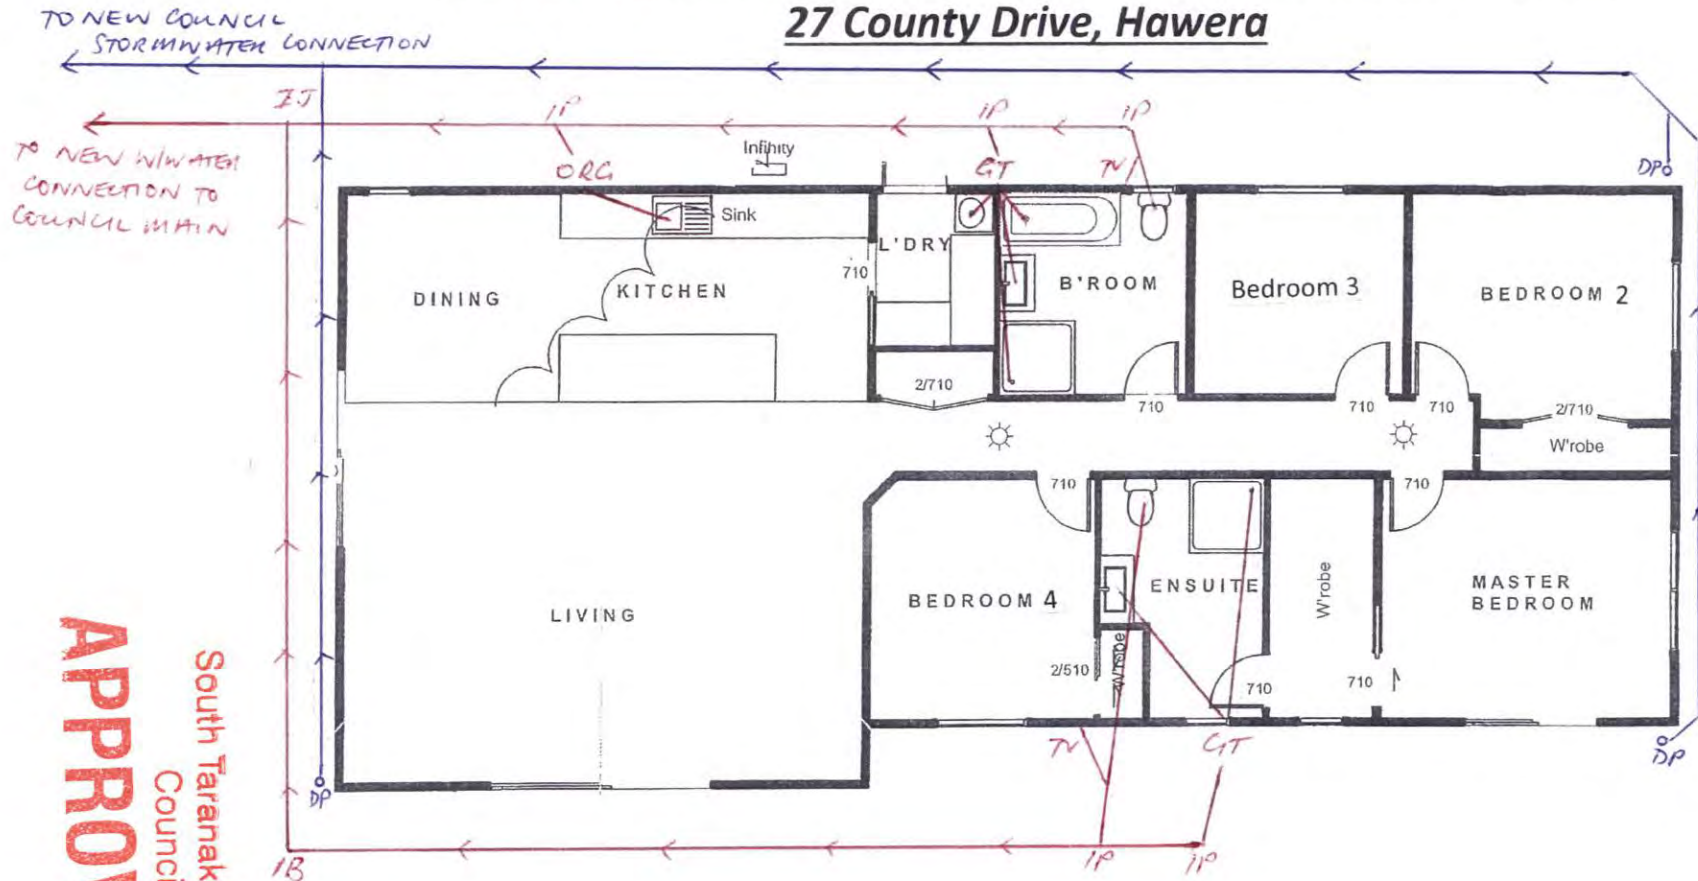 27 County Drive, Hawera
TO NEW COUNCIL
STORMWATER CONNECTION
IJ
IP
IP
IP
TO NEW W/WATER
CONNECTION TO
COUNCIL MAIN
ORG
Infinity
GT
TV
DP
Sink
L'DRY
710
DINING
KITCHEN
B'ROOM
Bedroom 3
BEDROOM 2
2/710
710
710
710
2/710
W'robe
710
710
LIVING
BEDROOM 4
ENSUITE
W'robe
MASTER
BEDROOM
2/510
W'robe
710
710
TV
GT
DP
DP
IB
IP
IP
South Taranak
Counci
APPROV